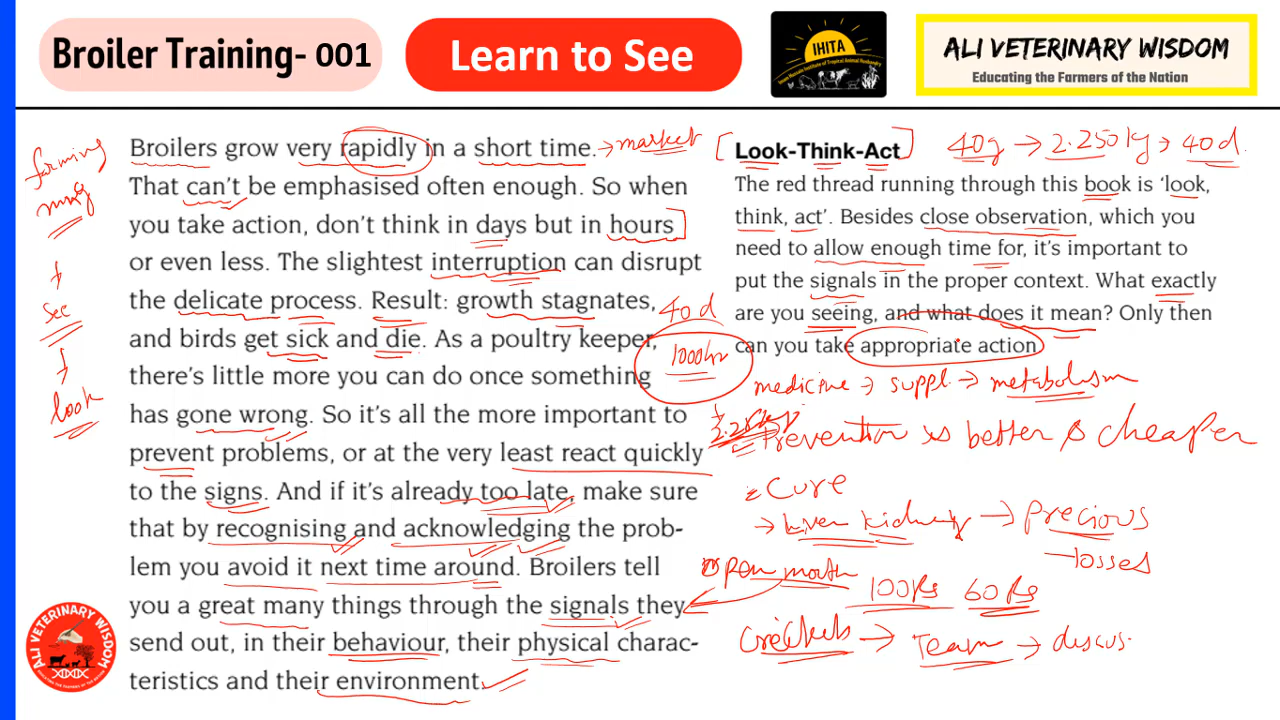 Broiler Training- 001
Learn to See
IHITA
ALI VETERINARY WISDOM
Educating the Farmers of the Nation
farming
see
look
Broilers grow very rapidly in a short time. → market
That can't be emphasised often enough. So when
you take action, don't think in days but in hours
or even less. The slightest interruption can disrupt
the delicate process. Result: growth stagnates,
and birds get sick and die. As a poultry keeper,
there's little more you can do once something
has gone wrong. So it's all the more important to
prevent problems, or at the very least react quickly
to the signs. And if it's already too late, make sure
that by recognising and acknowledging the prob-
lem you avoid it next time around. Broilers tell
you a great many things through the signals they
send out, in their behaviour, their physical charac-
teristics and their environment.
40 d
1000 hr
[Look-Think-Act] 40g → 2.250 kg → 40 d.
The red thread running through this book is 'look,
think, act'. Besides close observation, which you
need to allow enough time for, it's important to
put the signals in the proper context. What exactly
are you seeing, and what does it mean? Only then
can you take appropriate action
medicine → suppl. → metabolism
Prevention is better & cheaper
Cure
→ Liver kidney → Precious
losses
open mouth
100Rs 60Rs
→ Team → discus
ALI VETERINARY WISDOM